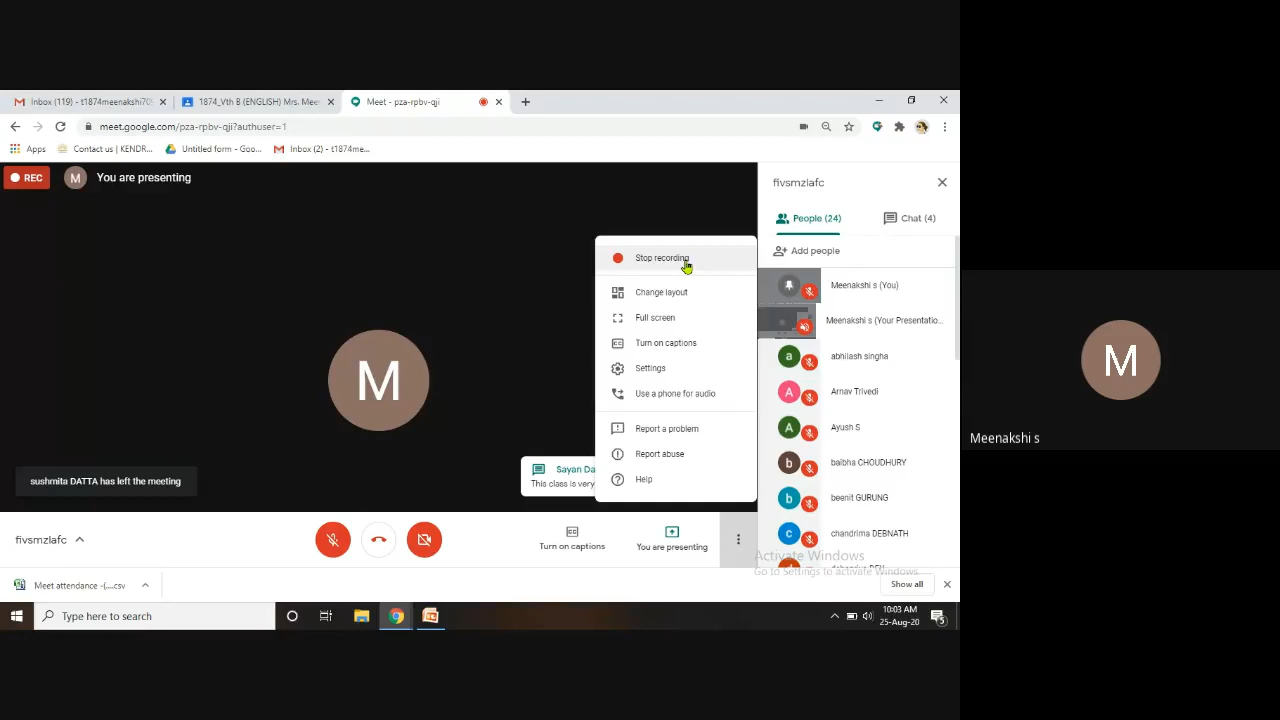 Inbox (119) - t1874meenakshi70
1874_Vth B (ENGLISH) Mrs. Mee
Meet - pza-rpbv-qji
meet.google.com/pza-rpbv-qji?authuser=1
Apps
Contact us | KENDR...
Untitled form - Goo...
Inbox (2) - t1874me...
REC
M
You are presenting
fivsmzlafc
People (24)
Chat (4)
Add people
Stop recording
Change layout
Full screen
Turn on captions
Settings
Use a phone for audio
Report a problem
Report abuse
Help
Meenakshi s (You)
Meenakshi s (Your Presentatio...
a
abhilash singha
A
Arnav Trivedi
A
Ayush S
b
baibha CHOUDHURY
b
beenit GURUNG
c
chandrima DEBNATH
M
M
Meenakshi s
Sayan Da
This class is very
sushmita DATTA has left the meeting
fivsmzlafc
Turn on captions
You are presenting
Activate Windows
Go to Settings to activate Windows.
Meet attendance -(....csv
Show all
Type here to search
10:03 AM
25-Aug-20
5